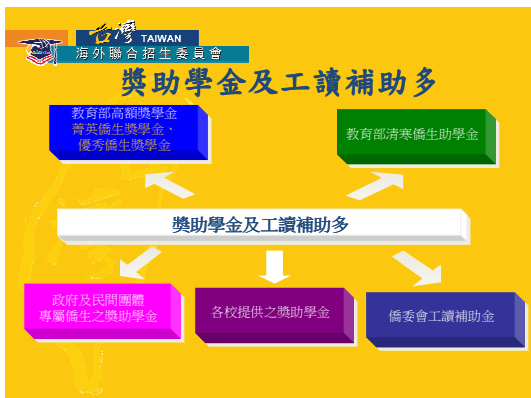 台灣 TAIWAN
海外聯合招生委員會
獎助學金及工讀補助多
教育部高額獎學金
菁英僑生獎學金、
優秀僑生獎學金
教育部清寒僑生助學金
獎助學金及工讀補助多
政府及民間團體
專屬僑生之獎助學金
各校提供之獎助學金
僑委會工讀補助金